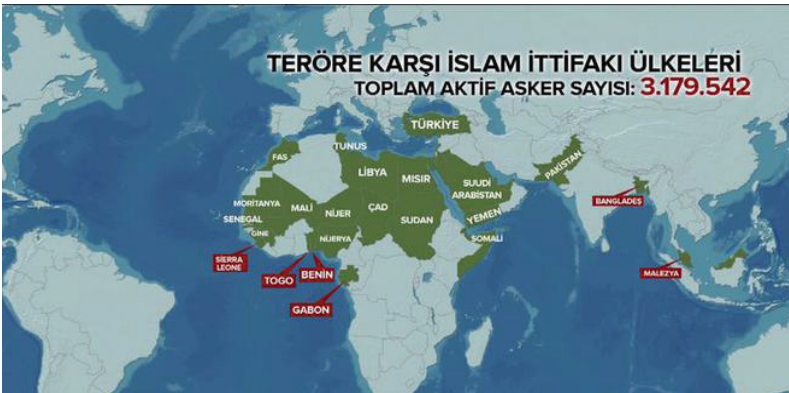 TERÖRE KARŞI İSLAM İTTİFAKI ÜLKELERİ
TOPLAM AKTİF ASKER SAYISI: 3.179.542
TÜRKİYE
TUNUS
FAS
LİBYA
MISIR
SUUDİ
ARABİSTAN
PAKİSTAN
BANGLADEŞ
MORİTANYA
MALİ
NİJER
ÇAD
SUDAN
YEMEN
SENEGAL
GİNE
NİJERYA
SOMALİ
SİERRA
LEONE
TOGO
BENİN
GABON
MALEZYA